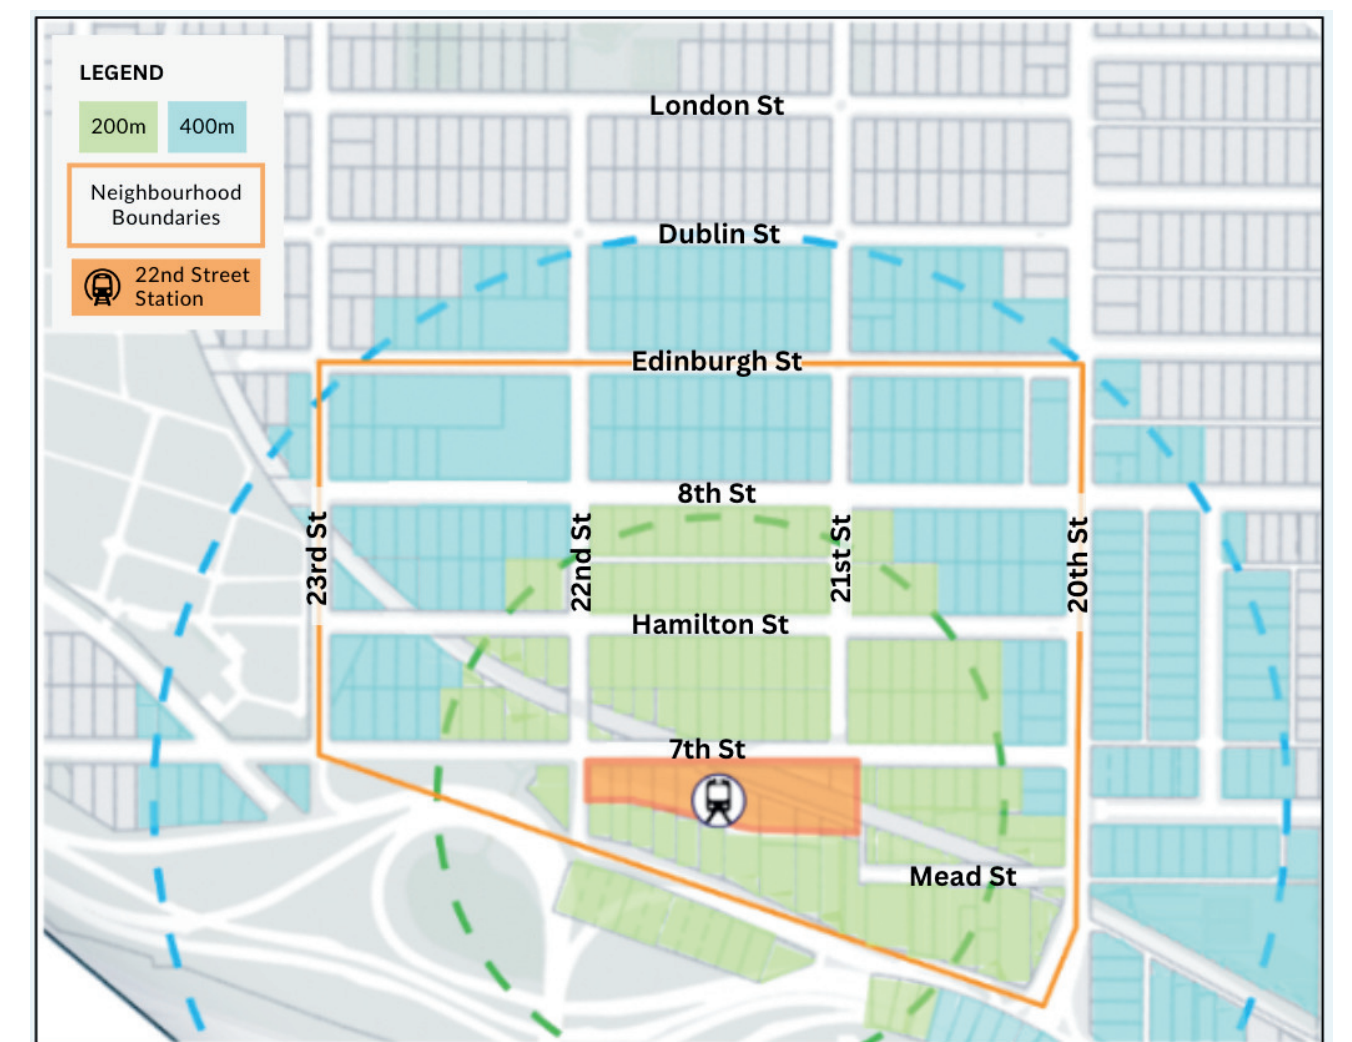 LEGEND
200m
400m
Neighbourhood
Boundaries
22nd Street
Station
London St
Dublin St
Edinburgh St
8th St
23rd St
22nd St
21st St
20th St
Hamilton St
7th St
Mead St